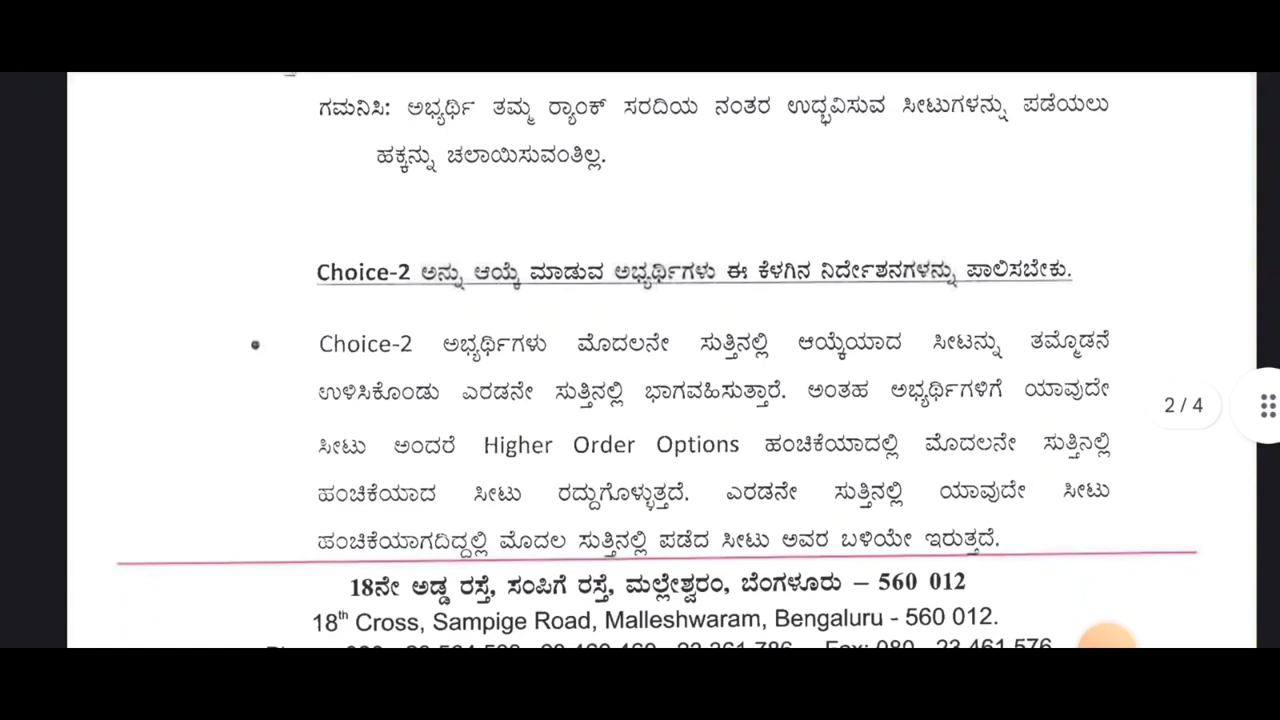 ಗಮನಿಸಿ: ಅಭ್ಯರ್ಥಿ ತಮ್ಮ ರ‍್ಯಾಂಕ್ ಸರದಿಯ ನಂತರ ಉದ್ಭವಿಸುವ ಸೀಟುಗಳನ್ನು ಪಡೆಯಲು
ಹಕ್ಕನ್ನು ಚಲಾಯಿಸುವಂತಿಲ್ಲ.
Choice-2 ಅನ್ನು ಆಯ್ಕೆ ಮಾಡುವ ಅಭ್ಯರ್ಥಿಗಳು ಈ ಕೆಳಗಿನ ನಿರ್ದೇಶನಗಳನ್ನು ಪಾಲಿಸಬೇಕು.
• Choice-2 ಅಭ್ಯರ್ಥಿಗಳು ಮೊದಲನೇ ಸುತ್ತಿನಲ್ಲಿ ಆಯ್ಕೆಯಾದ ಸೀಟನ್ನು ತಮ್ಮೊಡನೆ
ಉಳಿಸಿಕೊಂಡು ಎರಡನೇ ಸುತ್ತಿನಲ್ಲಿ ಭಾಗವಹಿಸುತ್ತಾರೆ. ಅಂತಹ ಅಭ್ಯರ್ಥಿಗಳಿಗೆ ಯಾವುದೇ
ಸೀಟು ಅಂದರೆ Higher Order Options ಹಂಚಿಕೆಯಾದಲ್ಲಿ ಮೊದಲನೇ ಸುತ್ತಿನಲ್ಲಿ
ಹಂಚಿಕೆಯಾದ ಸೀಟು ರದ್ದುಗೊಳ್ಳುತ್ತದೆ. ಎರಡನೇ ಸುತ್ತಿನಲ್ಲಿ ಯಾವುದೇ ಸೀಟು
ಹಂಚಿಕೆಯಾಗದಿದ್ದಲ್ಲಿ ಮೊದಲ ಸುತ್ತಿನಲ್ಲಿ ಪಡೆದ ಸೀಟು ಅವರ ಬಳಿಯೇ ಇರುತ್ತದೆ.
2 / 4
18ನೇ ಅಡ್ಡ ರಸ್ತೆ, ಸಂಪಿಗೆ ರಸ್ತೆ, ಮಲ್ಲೇಶ್ವರಂ, ಬೆಂಗಳೂರು – 560 012
18th Cross, Sampige Road, Malleshwaram, Bengaluru - 560 012.